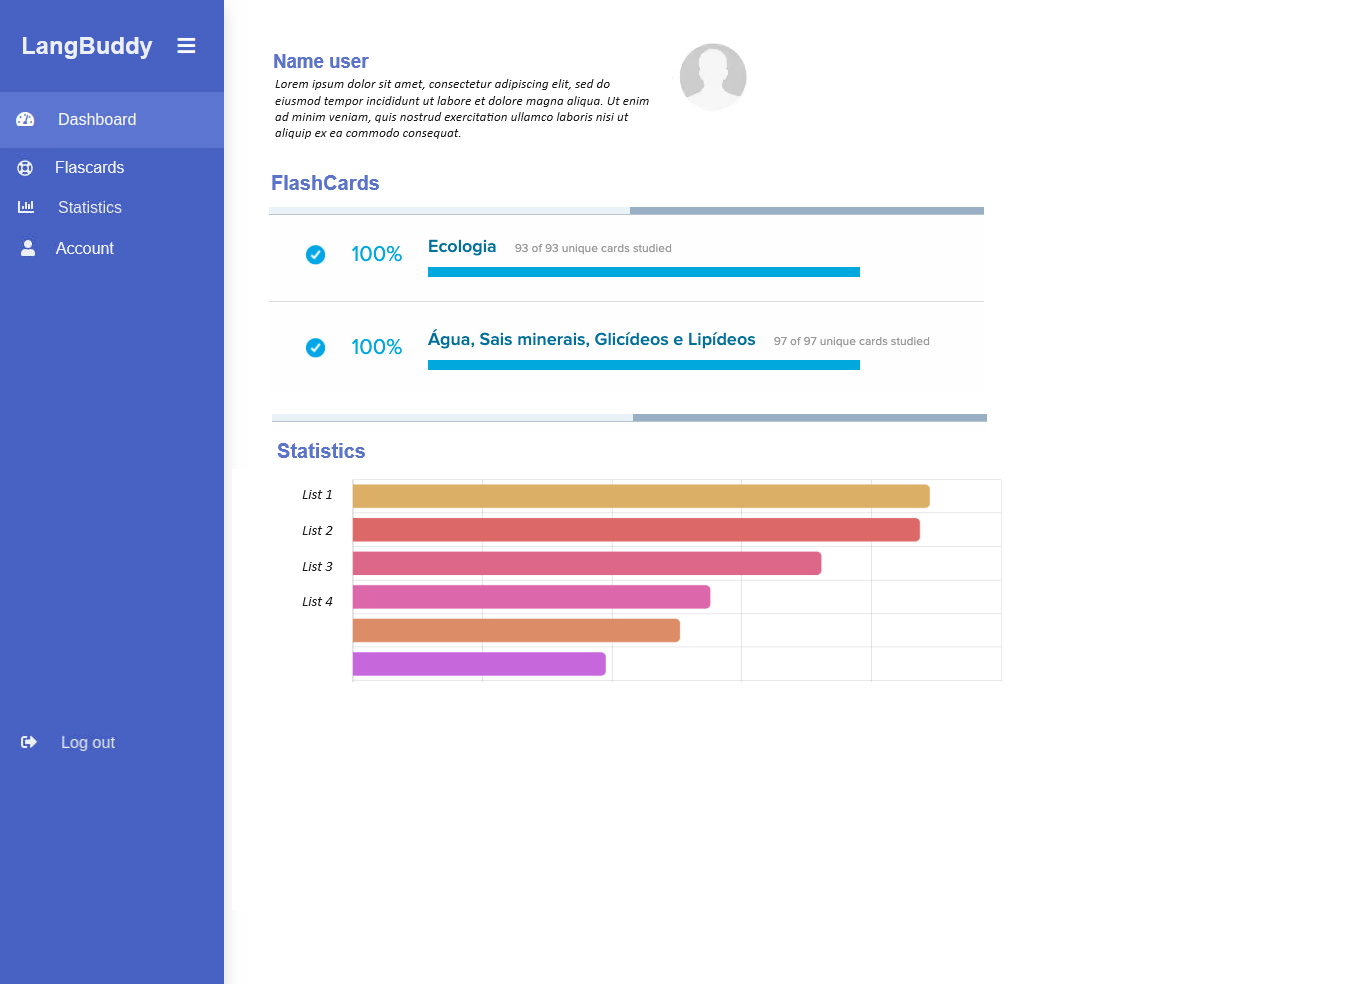 LangBuddy
Dashboard
Flascards
Statistics
Account
Log out
Name user
Lorem ipsum dolor sit amet, consectetur adipiscing elit, sed do
eiusmod tempor incididunt ut labore et dolore magna aliqua. Ut enim
ad minim veniam, quis nostrud exercitation ullamco laboris nisi ut
aliquip ex ea commodo consequat.
FlashCards
100% Ecologia 93 of 93 unique cards studied
100% Água, Sais minerais, Glicídeos e Lipídeos 97 of 97 unique cards studied
Statistics
List 1
List 2
List 3
List 4